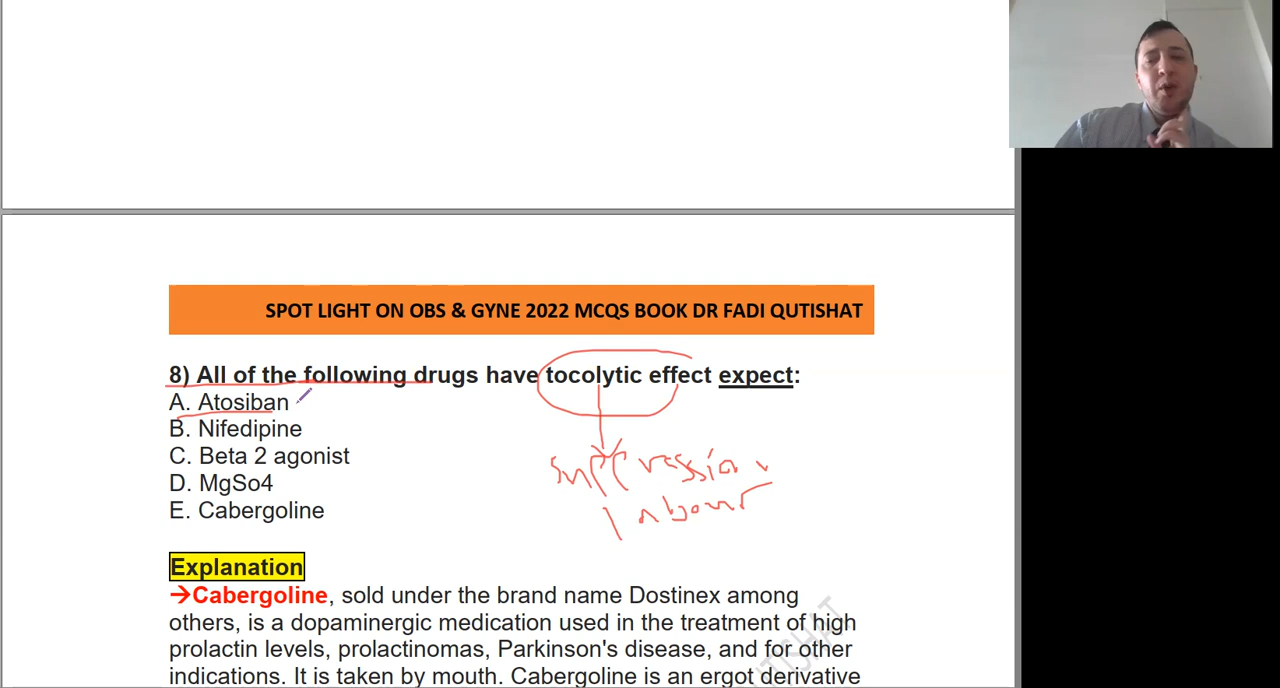 SPOT LIGHT ON OBS & GYNE 2022 MCQS BOOK DR FADI QUTISHAT
8) All of the following drugs have tocolytic effect expect:
A. Atosiban
B. Nifedipine
C. Beta 2 agonist
D. MgSo4
E. Cabergoline
labour
Explanation
→Cabergoline, sold under the brand name Dostinex among
others, is a dopaminergic medication used in the treatment of high
prolactin levels, prolactinomas, Parkinson's disease, and for other
indications. It is taken by mouth. Cabergoline is an ergot derivative
QUTISHAT